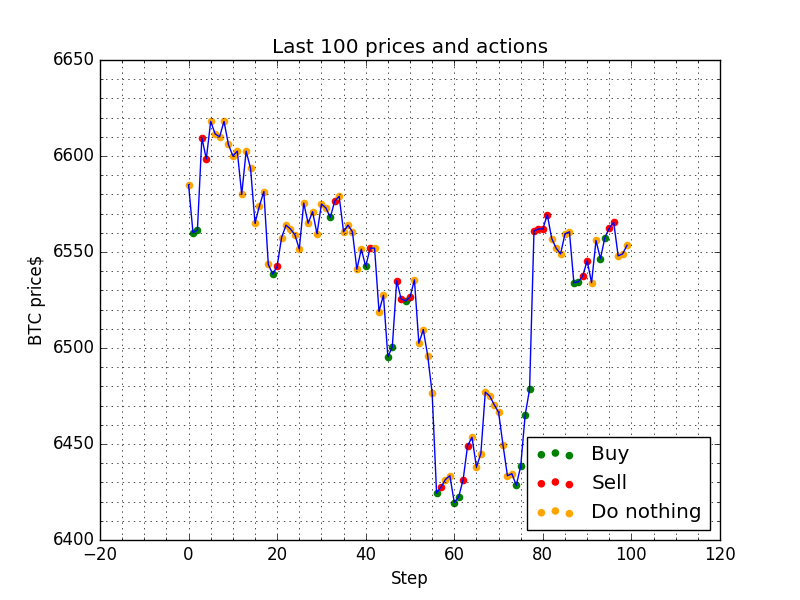 Last 100 prices and actions
6650
6600
6550
6500
6450
6400
BTC price$
Buy
Sell
Do nothing
−20 0 20 40 60 80 100 120
Step